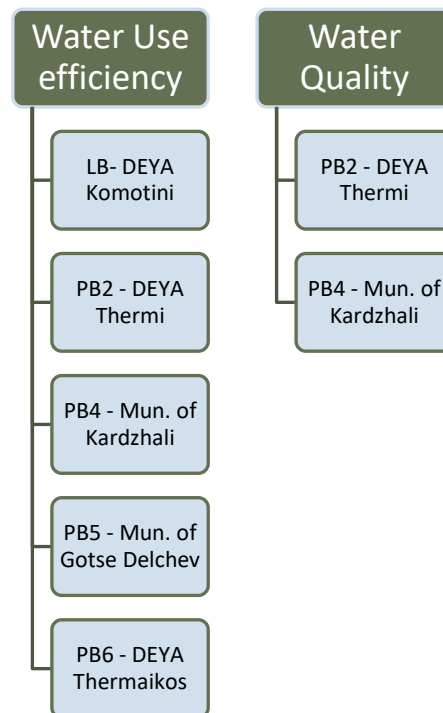 Water Use
efficiency
LB- DEYA
Komotini
PB2 - DEYA
Thermi
PB4 - Mun. of
Kardzhali
PB5 - Mun. of
Gotse Delchev
PB6 - DEYA
Thermaikos
Water
Quality
PB2 - DEYA
Thermi
PB4 - Mun. of
Kardzhali